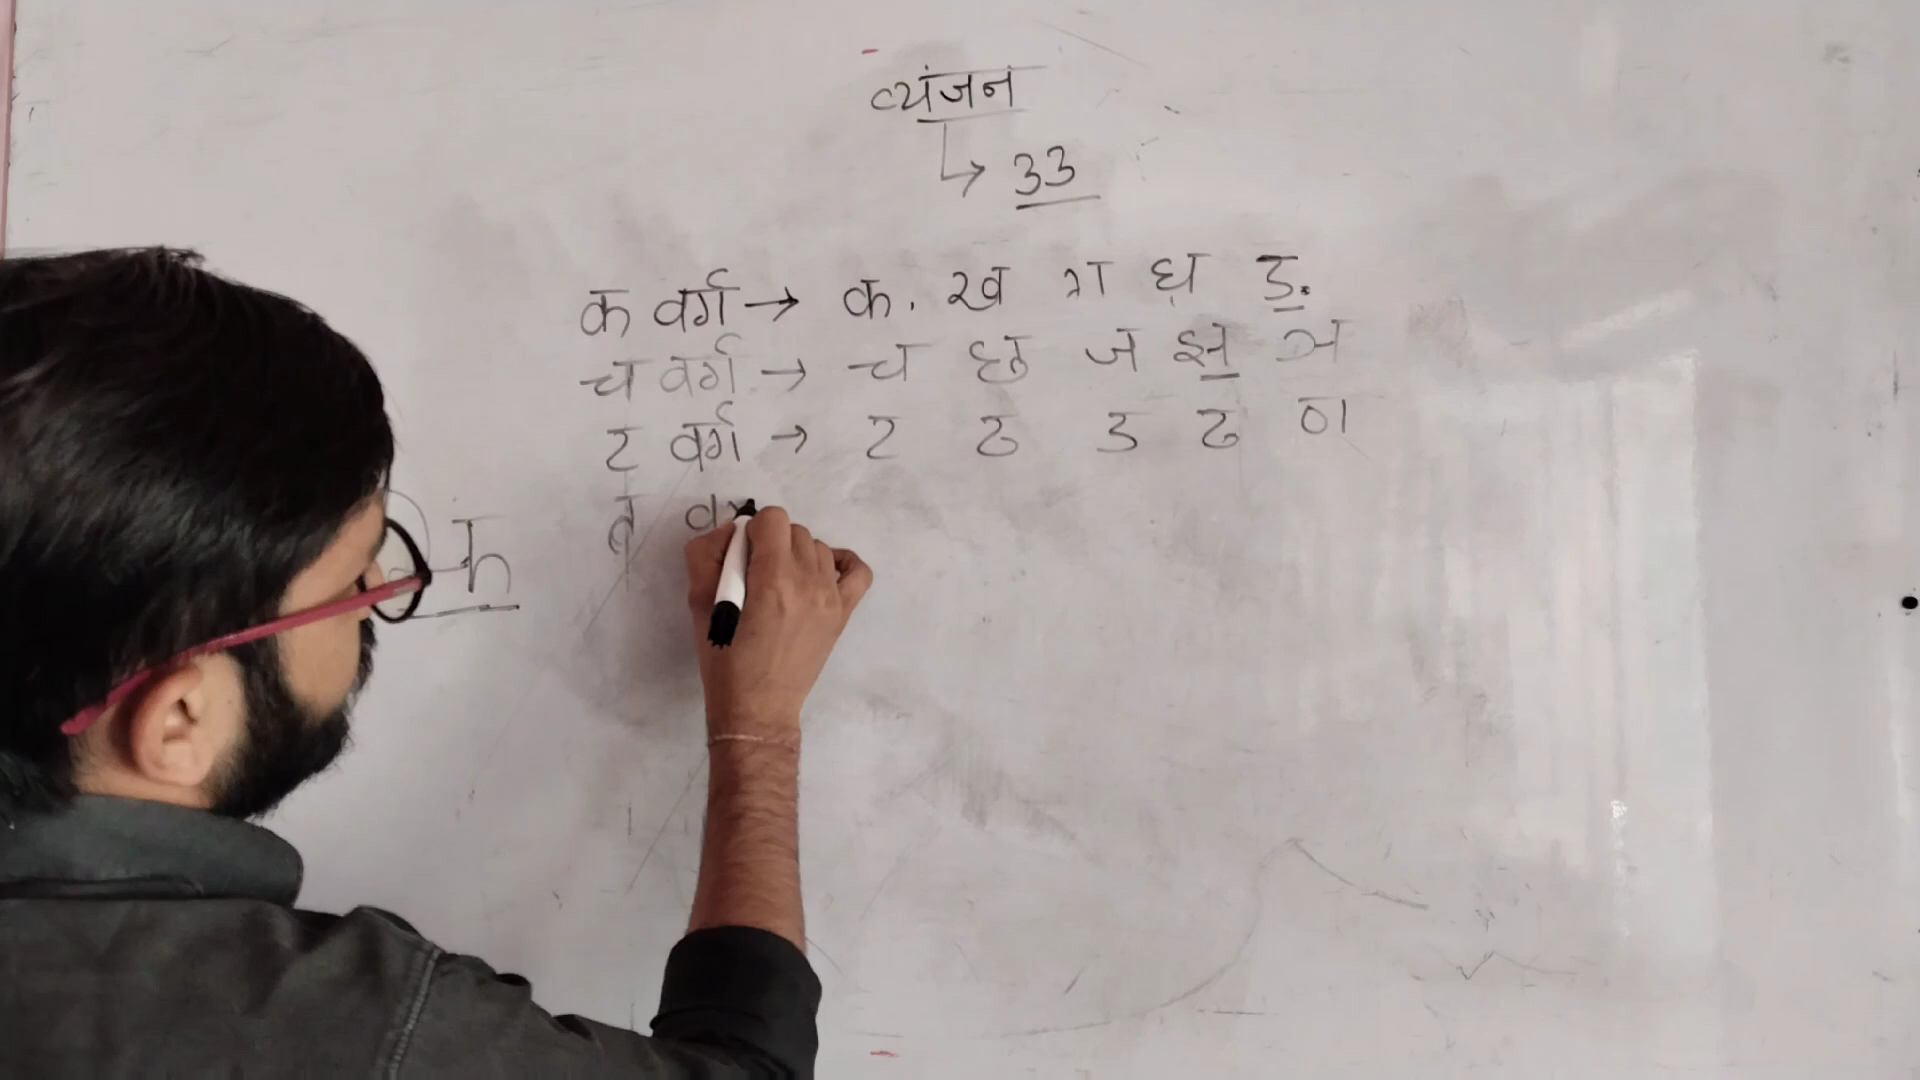 व्यंजन
↳ 33
क वर्ग → क. ख ग घ ङ
च वर्ग → च छ ज झ ञ
ट वर्ग → ट ठ ड ढ ण
त व